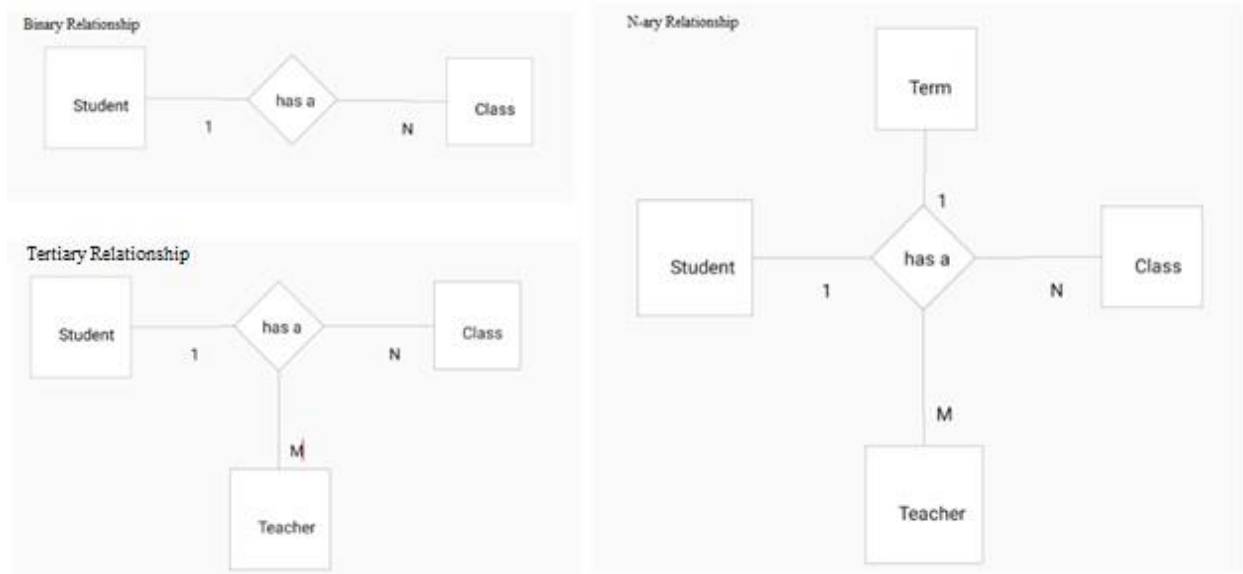 Binary Relationship
Student
has a
Class
1
N
Tertiary Relationship
Student
has a
Class
1
N
M
Teacher
N-ary Relationship
Term
1
Student
has a
Class
1
N
M
Teacher